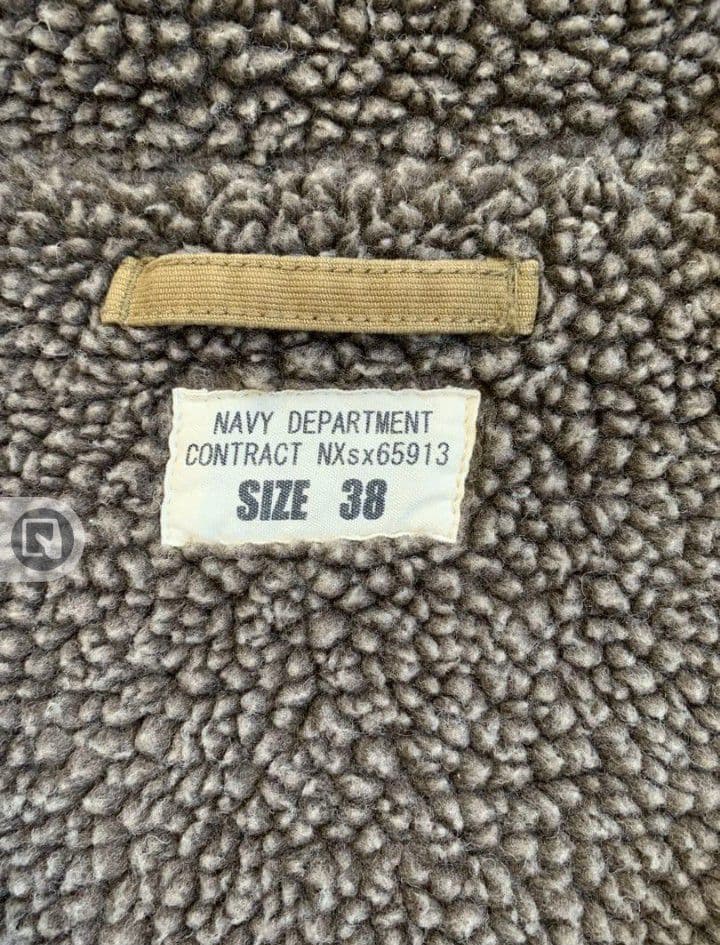 NAVY DEPARTMENT
CONTRACT NXsx65913
SIZE 38